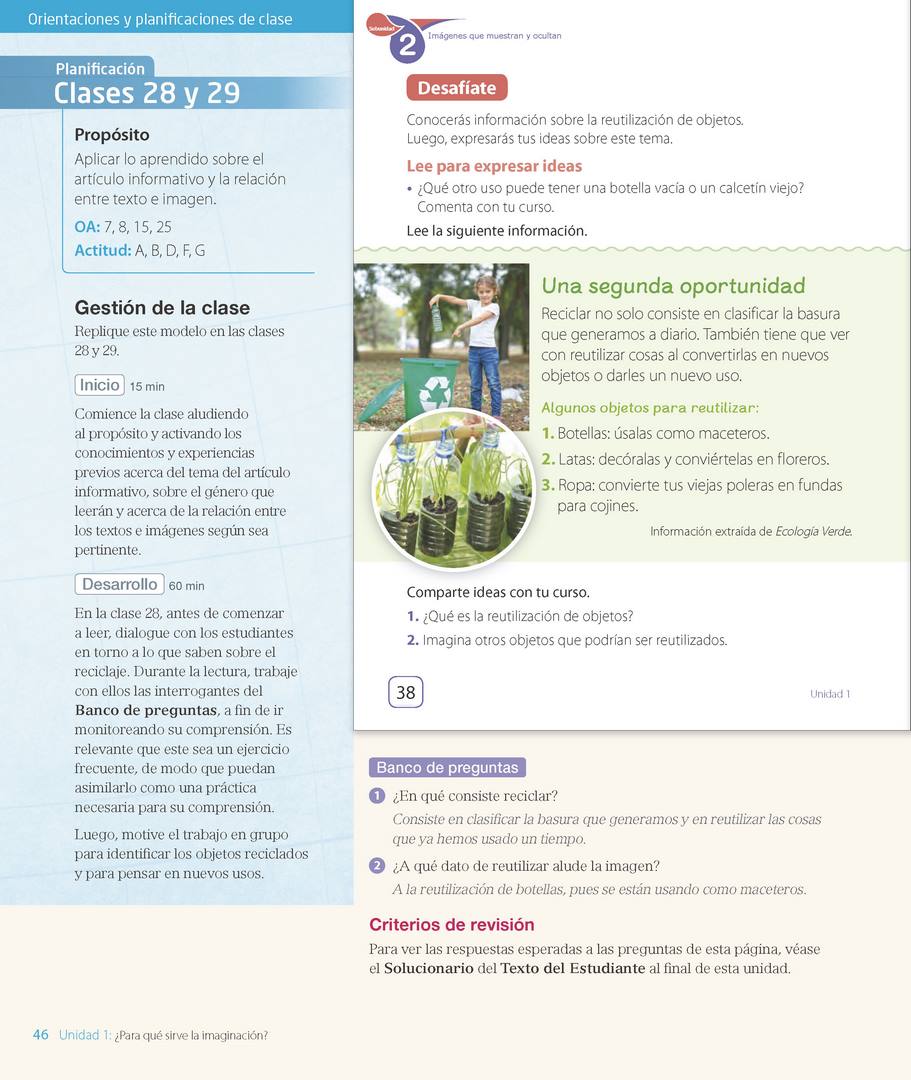 Orientaciones y planificaciones de clase
Planificación
Clases 28 y 29
Propósito
Aplicar lo aprendido sobre el
artículo informativo y la relación
entre texto e imagen.
OA: 7, 8, 15, 25
Actitud: A, B, D, F, G
Gestión de la clase
Replique este modelo en las clases
28 y 29.
Inicio 15 min
Comience la clase aludiendo
al propósito y activando los
conocimientos y experiencias
previos acerca del tema del artículo
informativo, sobre el género que
leerán y acerca de la relación entre
los textos e imágenes según sea
pertinente.
Desarrollo 60 min
En la clase 28, antes de comenzar
a leer, dialogue con los estudiantes
en torno a lo que saben sobre el
reciclaje. Durante la lectura, trabaje
con ellos las interrogantes del
Banco de preguntas, a fin de ir
monitoreando su comprensión. Es
relevante que este sea un ejercicio
frecuente, de modo que puedan
asimilarlo como una práctica
necesaria para su comprensión.
Luego, motive el trabajo en grupo
para identificar los objetos reciclados
y para pensar en nuevos usos.
Subunidad
2
Imágenes que muestran y ocultan
Desafíate
Conocerás información sobre la reutilización de objetos.
Luego, expresarás tus ideas sobre este tema.
Lee para expresar ideas
• ¿Qué otro uso puede tener una botella vacía o un calcetín viejo?
Comenta con tu curso.
Lee la siguiente información.
Una segunda oportunidad
Reciclar no solo consiste en clasificar la basura
que generamos a diario. También tiene que ver
con reutilizar cosas al convertirlas en nuevos
objetos o darles un nuevo uso.
Algunos objetos para reutilizar:
1. Botellas: úsalas como maceteros.
2. Latas: decóralas y conviértelas en floreros.
3. Ropa: convierte tus viejas poleras en fundas
para cojines.
Información extraída de Ecología Verde.
Comparte ideas con tu curso.
1. ¿Qué es la reutilización de objetos?
2. Imagina otros objetos que podrían ser reutilizados.
38
Unidad 1
Banco de preguntas
1 ¿En qué consiste reciclar?
Consiste en clasificar la basura que generamos y en reutilizar las cosas
que ya hemos usado un tiempo.
2 ¿A qué dato de reutilizar alude la imagen?
A la reutilización de botellas, pues se están usando como maceteros.
Criterios de revisión
Para ver las respuestas esperadas a las preguntas de esta página, véase
el Solucionario del Texto del Estudiante al final de esta unidad.
46 Unidad 1: ¿Para qué sirve la imaginación?